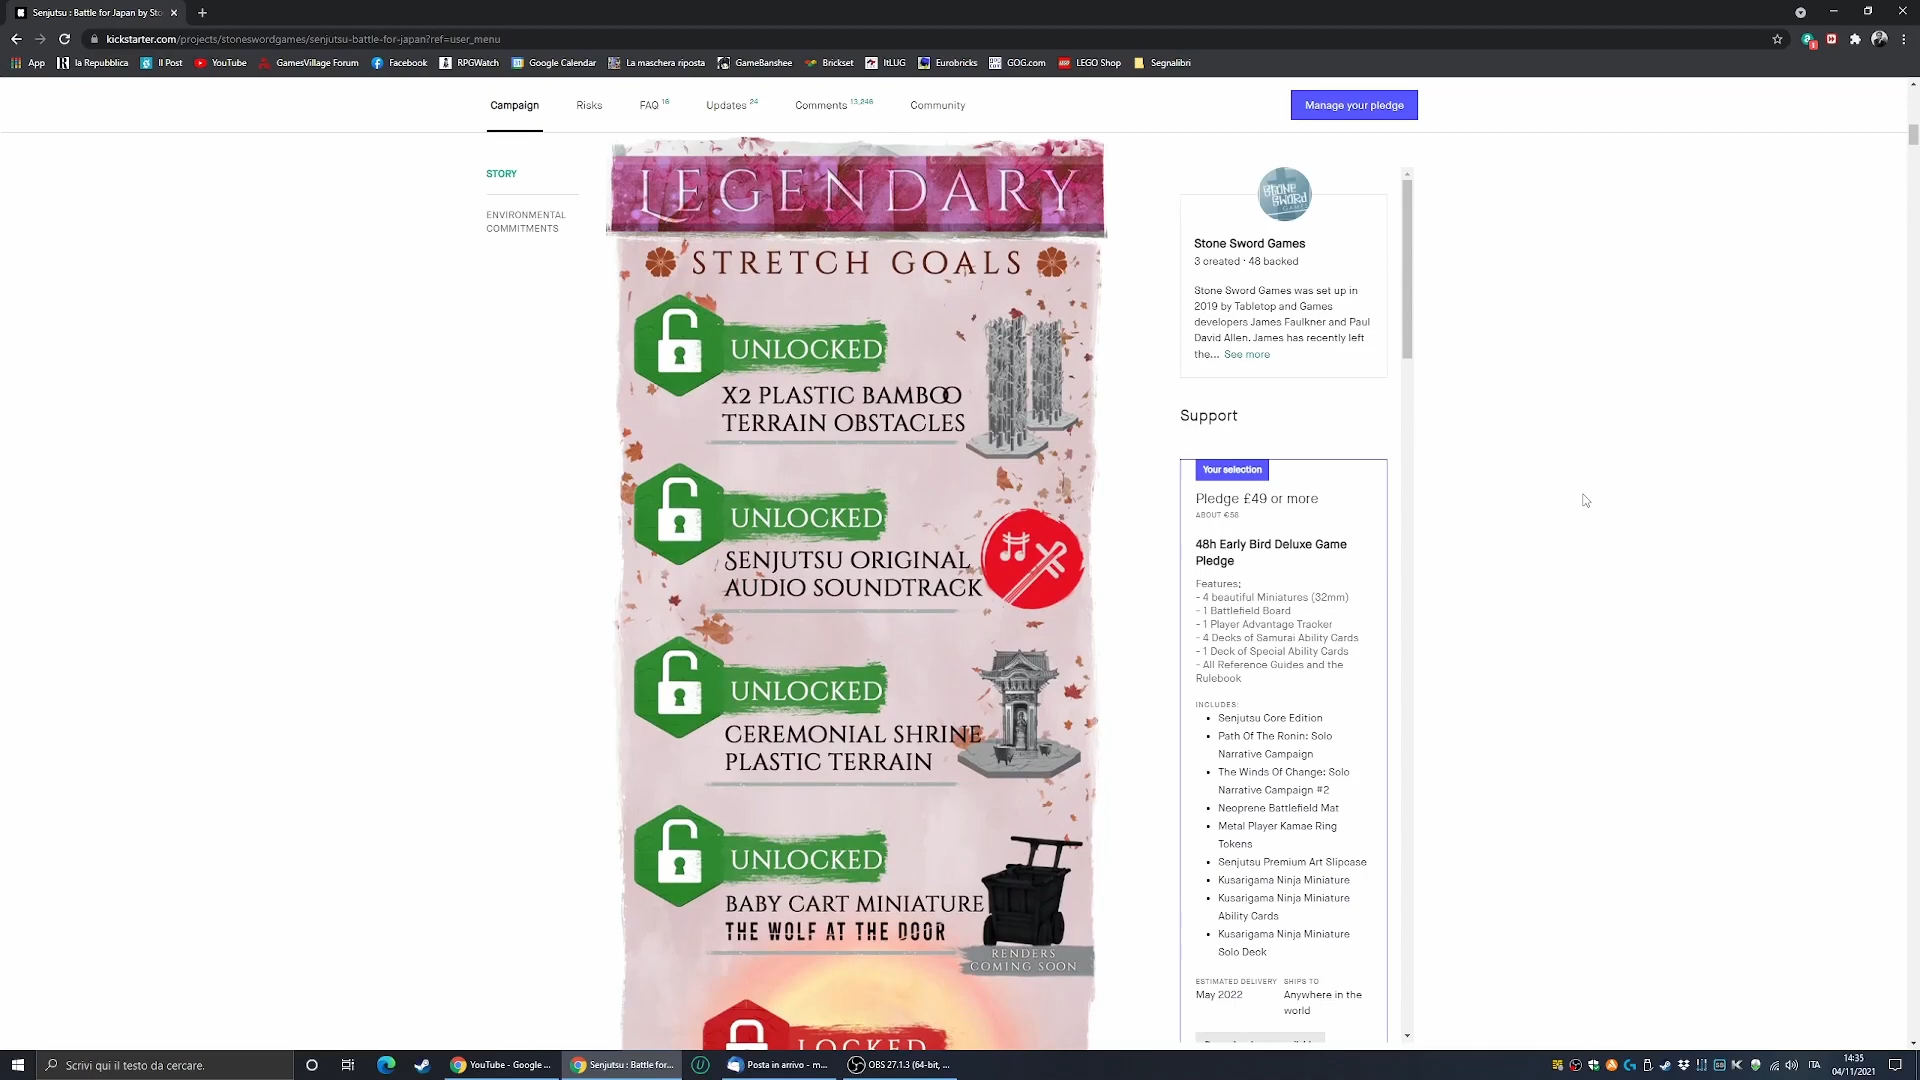 Senjutsu : Battle for Japan by Sto
kickstarter.com/projects/stoneswordgames/senjutsu-battle-for-japan?ref=user_menu
App
la Repubblica
Il Post
YouTube
GamesVillage Forum
Facebook
RPGWatch
Google Calendar
La maschera riposta
GameBanshee
Brickset
ItLUG
Eurobricks
GOG.com
LEGO Shop
Segnalibri
Campaign
Risks
FAQ 16
Updates 24
Comments 13,246
Community
Manage your pledge
STORY
ENVIRONMENTAL
COMMITMENTS
LEGENDARY
STRETCH GOALS
UNLOCKED
X2 PLASTIC BAMBOO
TERRAIN OBSTACLES
UNLOCKED
SENJUTSU ORIGINAL
AUDIO SOUNDTRACK
UNLOCKED
CEREMONIAL SHRINE
PLASTIC TERRAIN
UNLOCKED
BABY CART MINIATURE
THE WOLF AT THE DOOR
RENDERS
COMING SOON
LOCKED
STONE
SWORD
GAMES
Stone Sword Games
3 created · 48 backed
Stone Sword Games was set up in
2019 by Tabletop and Games
developers James Faulkner and Paul
David Allen. James has recently left
the... See more
Support
Your selection
Pledge £49 or more
ABOUT €58
48h Early Bird Deluxe Game
Pledge
Features;
- 4 beautiful Miniatures (32mm)
- 1 Battlefield Board
- 1 Player Advantage Tracker
- 4 Decks of Samurai Ability Cards
- 1 Deck of Special Ability Cards
- All Reference Guides and the
Rulebook
INCLUDES:
• Senjutsu Core Edition
• Path Of The Ronin: Solo
Narrative Campaign
• The Winds Of Change: Solo
Narrative Campaign #2
• Neoprene Battlefield Mat
• Metal Player Kamae Ring
Tokens
• Senjutsu Premium Art Slipcase
• Kusarigama Ninja Miniature
• Kusarigama Ninja Miniature
Ability Cards
• Kusarigama Ninja Miniature
Solo Deck
ESTIMATED DELIVERY
May 2022
SHIPS TO
Anywhere in the
world
Scrivi qui il testo da cercare.
YouTube - Google ...
Senjutsu : Battle for...
Posta in arrivo - m...
OBS 27.1.3 (64-bit, ...
ITA
14:35
04/11/2021